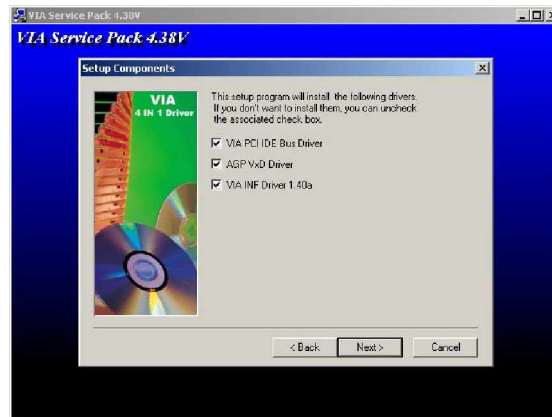 VIA Service Pack 4.38V
VIA Service Pack 4.38V
Setup Components
VIA
4 IN 1 Driver
This setup program will install the following drivers.
If you don't want to install them, you can uncheck
the associated check box.
VIA PCI IDE Bus Driver
AGP VxD Driver
VIA INF Driver 1.40a
< Back
Next >
Cancel